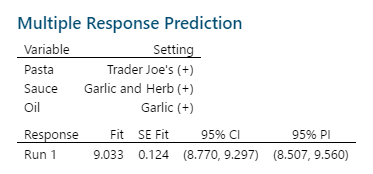 Multiple Response Prediction
Variable Setting
Pasta Trader Joe's (+)
Sauce Garlic and Herb (+)
Oil Garlic (+)
Response Fit SE Fit 95% CI 95% PI
Run 1 9.033 0.124 (8.770, 9.297) (8.507, 9.560)